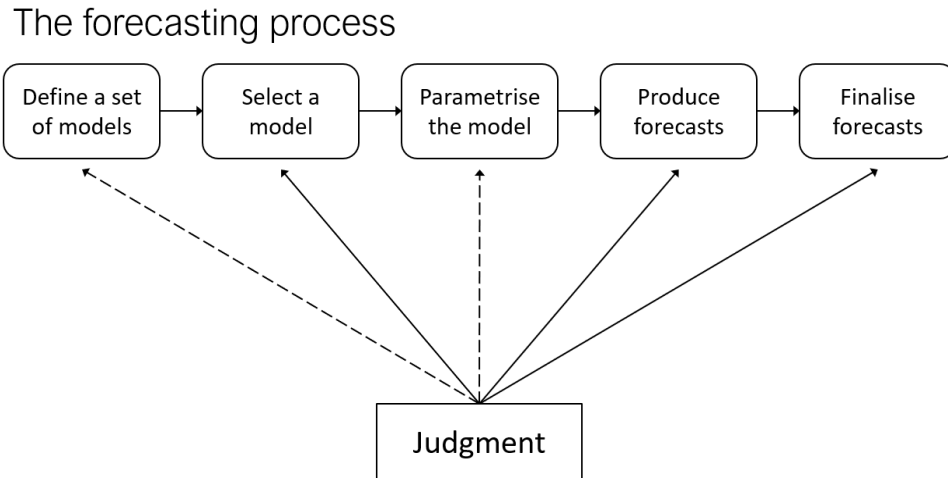 The forecasting process
Define a set
of models
Select a
model
Parametrise
the model
Produce
forecasts
Finalise
forecasts
Judgment